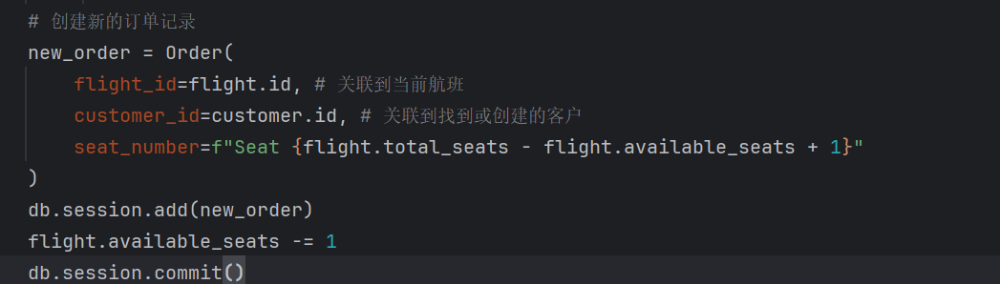 # 创建新的订单记录
new_order = Order(
    flight_id=flight.id, # 关联到当前航班
    customer_id=customer.id, # 关联到找到或创建的客户
    seat_number=f"Seat {flight.total_seats - flight.available_seats + 1}"
)
db.session.add(new_order)
flight.available_seats -= 1
db.session.commit()